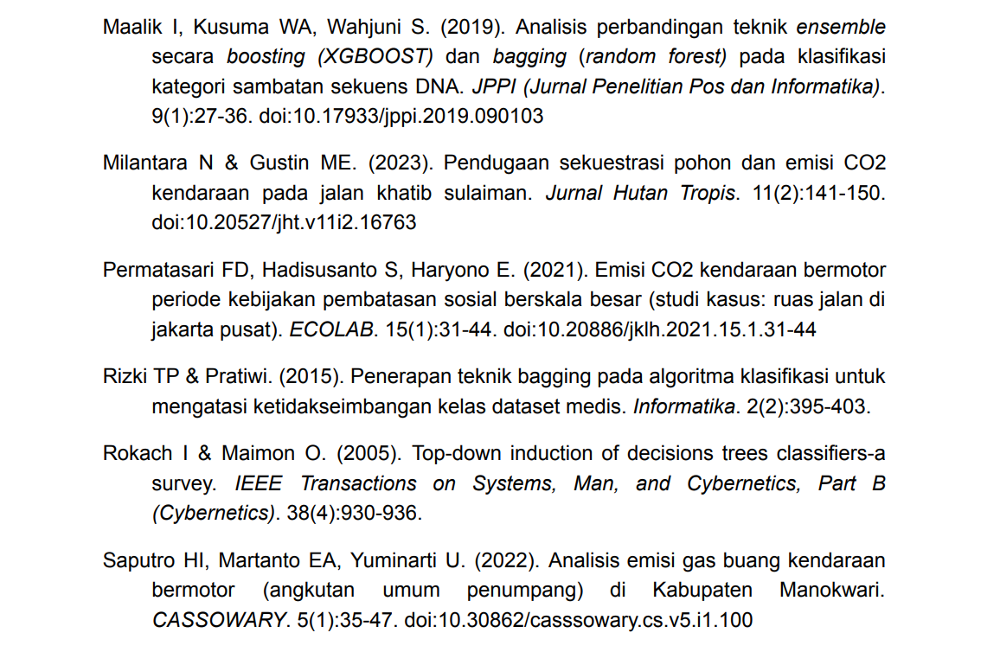 Maalik I, Kusuma WA, Wahjuni S. (2019). Analisis perbandingan teknik ensemble
secara boosting (XGBOOST) dan bagging (random forest) pada klasifikasi
kategori sambatan sekuens DNA. JPPI (Jurnal Penelitian Pos dan Informatika).
9(1):27-36. doi:10.17933/jppi.2019.090103
Milantara N & Gustin ME. (2023). Pendugaan sekuestrasi pohon dan emisi CO2
kendaraan pada jalan khatib sulaiman. Jurnal Hutan Tropis. 11(2):141-150.
doi:10.20527/jht.v11i2.16763
Permatasari FD, Hadisusanto S, Haryono E. (2021). Emisi CO2 kendaraan bermotor
periode kebijakan pembatasan sosial berskala besar (studi kasus: ruas jalan di
jakarta pusat). ECOLAB. 15(1):31-44. doi:10.20886/jklh.2021.15.1.31-44
Rizki TP & Pratiwi. (2015). Penerapan teknik bagging pada algoritma klasifikasi untuk
mengatasi ketidakseimbangan kelas dataset medis. Informatika. 2(2):395-403.
Rokach I & Maimon O. (2005). Top-down induction of decisions trees classifiers-a
survey. IEEE Transactions on Systems, Man, and Cybernetics, Part B
(Cybernetics). 38(4):930-936.
Saputro HI, Martanto EA, Yuminarti U. (2022). Analisis emisi gas buang kendaraan
bermotor (angkutan umum penumpang) di Kabupaten Manokwari.
CASSOWARY. 5(1):35-47. doi:10.30862/casssowary.cs.v5.i1.100